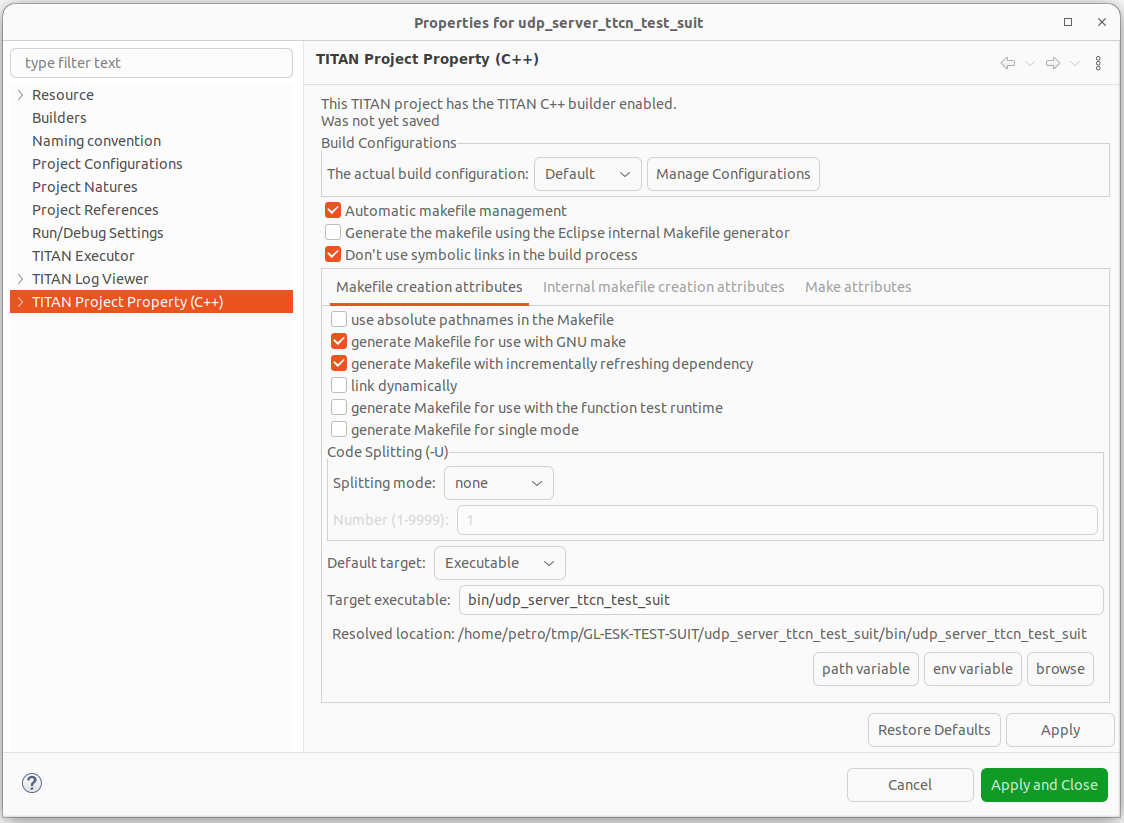 Properties for udp_server_ttcn_test_suit
type filter text
Resource
Builders
Naming convention
Project Configurations
Project Natures
Project References
Run/Debug Settings
TITAN Executor
TITAN Log Viewer
TITAN Project Property (C++)
TITAN Project Property (C++)
This TITAN project has the TITAN C++ builder enabled.
Was not yet saved
Build Configurations
The actual build configuration: Default Manage Configurations
Automatic makefile management
Generate the makefile using the Eclipse internal Makefile generator
Don't use symbolic links in the build process
Makefile creation attributes Internal makefile creation attributes Make attributes
use absolute pathnames in the Makefile
generate Makefile for use with GNU make
generate Makefile with incrementally refreshing dependency
link dynamically
generate Makefile for use with the function test runtime
generate Makefile for single mode
Code Splitting (-U)
Splitting mode: none
Number (1-9999): 1
Default target: Executable
Target executable: bin/udp_server_ttcn_test_suit
Resolved location: /home/petro/tmp/GL-ESK-TEST-SUIT/udp_server_ttcn_test_suit/bin/udp_server_ttcn_test_suit
path variable env variable browse
Restore Defaults Apply
? Cancel Apply and Close